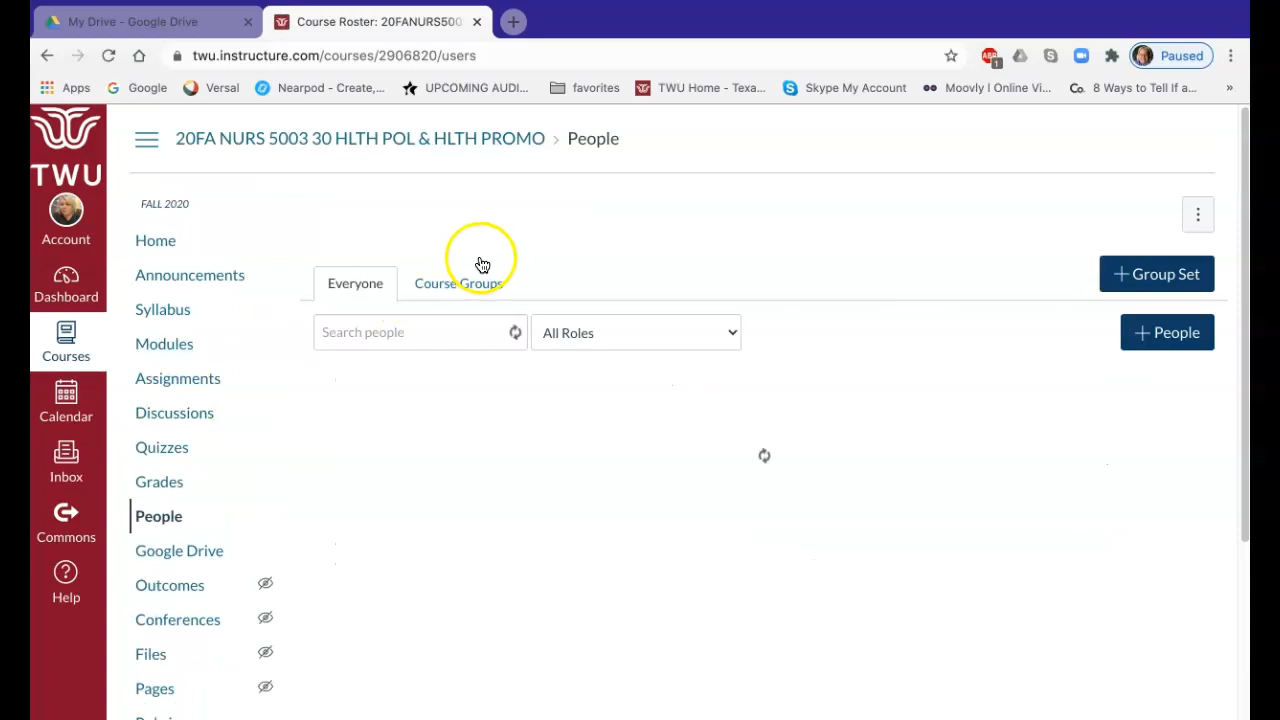 My Drive - Google Drive
Course Roster: 20FANURS500
twu.instructure.com/courses/2906820/users
ABP
1
Paused
Apps
Google
Versal
Nearpod - Create,...
UPCOMING AUDI...
favorites
TWU Home - Texa...
Skype My Account
Moovly I Online Vi...
Co. 8 Ways to Tell If a...
»
TWU
Account
Dashboard
Courses
Calendar
Inbox
Commons
Help
20FA NURS 5003 30 HLTH POL & HLTH PROMO > People
FALL 2020
Home
Announcements
Syllabus
Modules
Assignments
Discussions
Quizzes
Grades
People
Google Drive
Outcomes
Conferences
Files
Pages
+ Group Set
Everyone
Course Groups
Search people
All Roles
+ People